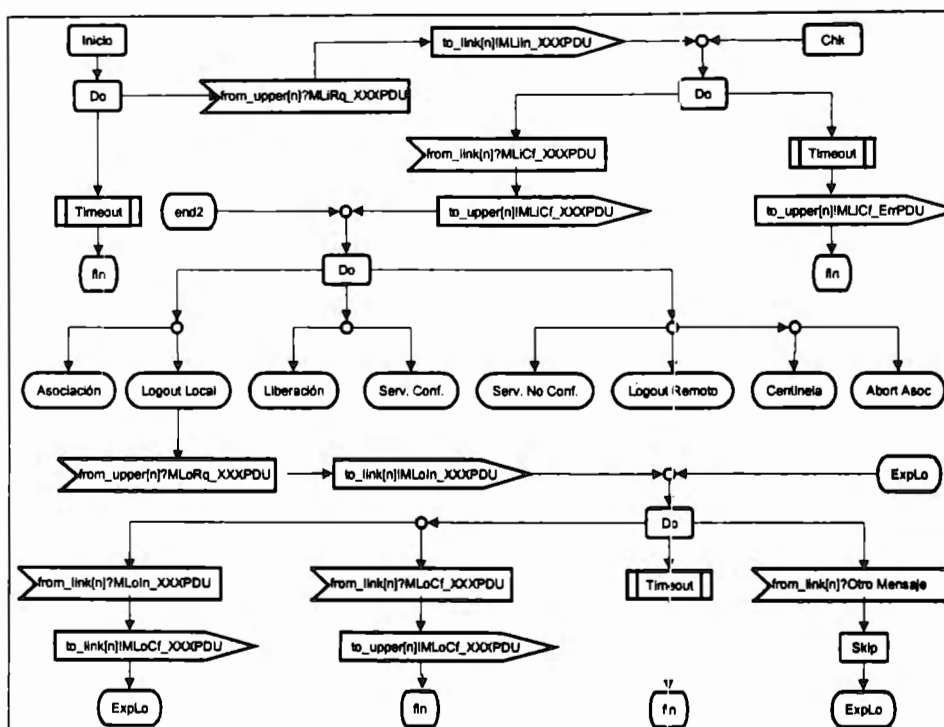 Inicio
to_link[n]!MLiIn_XXXPDU
Chk
Do
from_upper[n]?MLiRq_XXXPDU
Do
from_link[n]?MLiCf_XXXPDU
Timeout
Timeout
end2
to_upper[n]!MLiCf_XXXPDU
to_upper[n]!MLiCf_ErrPDU
fin
Do
fin
Asociación
Logout Local
Liberación
Serv. Conf.
Serv. No Conf.
Logout Remoto
Centinela
Abort Asoc
from_upper[n]?MLoRq_XXXPDU
to_link[n]!MLoIn_XXXPDU
ExpLo
Do
from_link[n]?MLoIn_XXXPDU
from_link[n]?MLoCf_XXXPDU
Timeout
from_link[n]?Otro Mensaje
to_link[n]!MLoCf_XXXPDU
to_upper[n]!MLoCf_XXXPDU
Skip
ExpLo
fin
fin
ExpLo